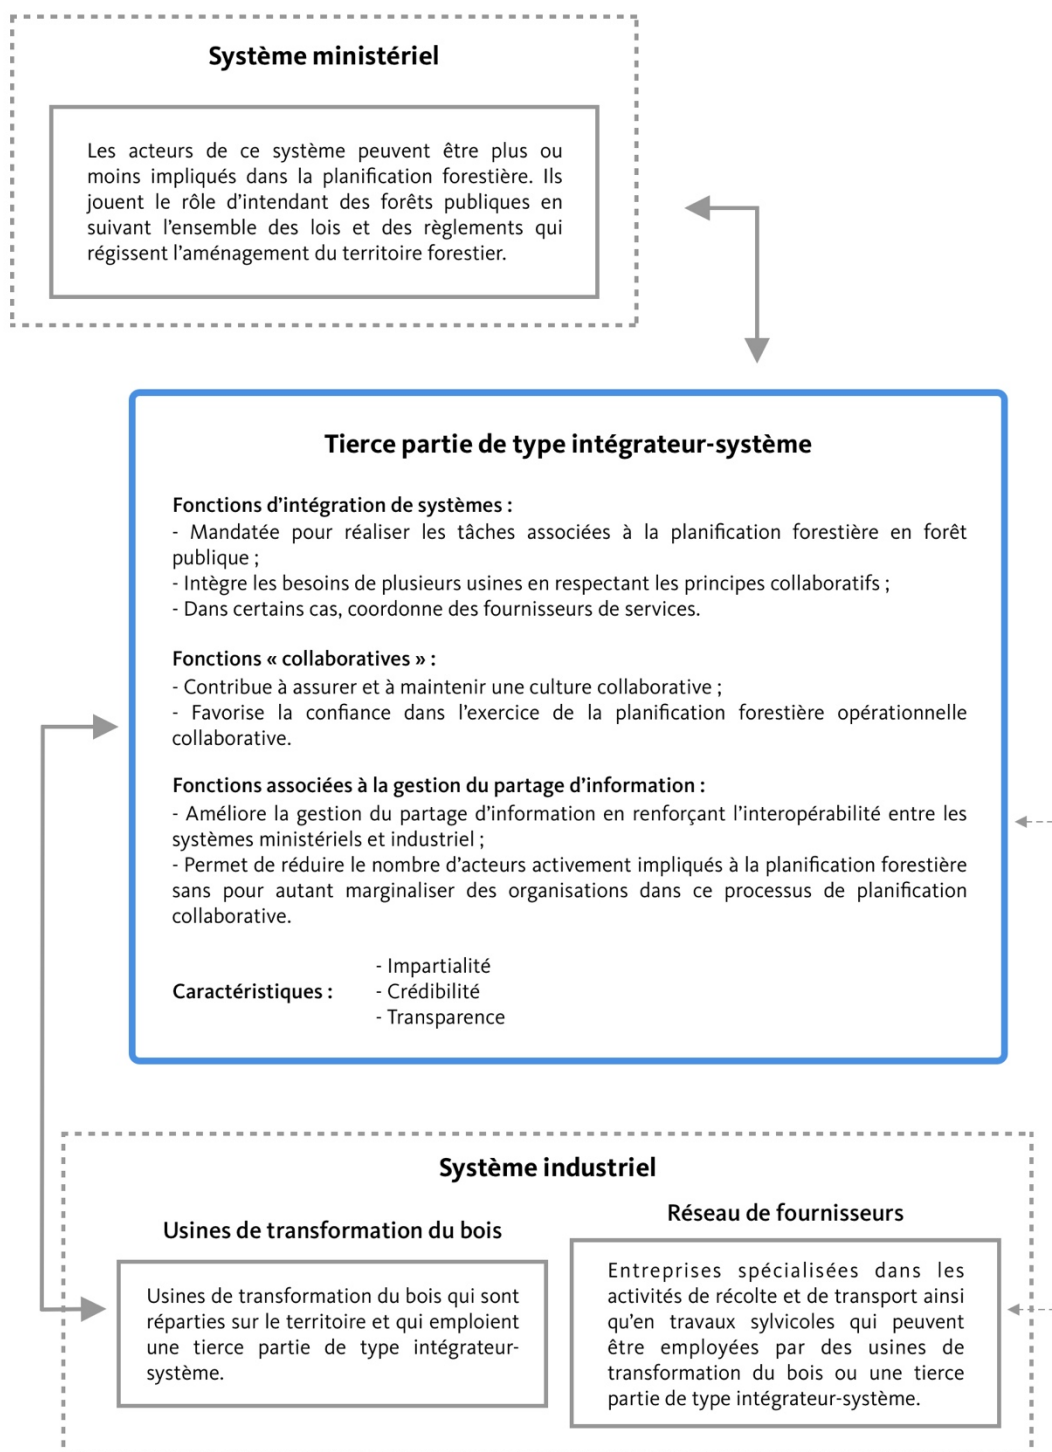 Système ministériel
Les acteurs de ce système peuvent être plus ou
moins impliqués dans la planification forestière. Ils
jouent le rôle d’intendant des forêts publiques en
suivant l’ensemble des lois et des règlements qui
régissent l’aménagement du territoire forestier.
Tierce partie de type intégrateur-système
Fonctions d’intégration de systèmes :
- Mandatée pour réaliser les tâches associées à la planification forestière en forêt
publique ;
- Intègre les besoins de plusieurs usines en respectant les principes collaboratifs ;
- Dans certains cas, coordonne des fournisseurs de services.
Fonctions « collaboratives » :
- Contribue à assurer et à maintenir une culture collaborative ;
- Favorise la confiance dans l’exercice de la planification forestière opérationnelle
collaborative.
Fonctions associées à la gestion du partage d’information :
- Améliore la gestion du partage d’information en renforçant l’interopérabilité entre les
systèmes ministériels et industriel ;
- Permet de réduire le nombre d’acteurs activement impliqués à la planification forestière
sans pour autant marginaliser des organisations dans ce processus de planification
collaborative.
Caractéristiques :
- Impartialité
- Crédibilité
- Transparence
Système industriel
Usines de transformation du bois
Usines de transformation du bois qui sont
réparties sur le territoire et qui emploient
une tierce partie de type intégrateur-
système.
Réseau de fournisseurs
Entreprises spécialisées dans les
activités de récolte et de transport ainsi
qu’en travaux sylvicoles qui peuvent
être employées par des usines de
transformation du bois ou une tierce
partie de type intégrateur-système.